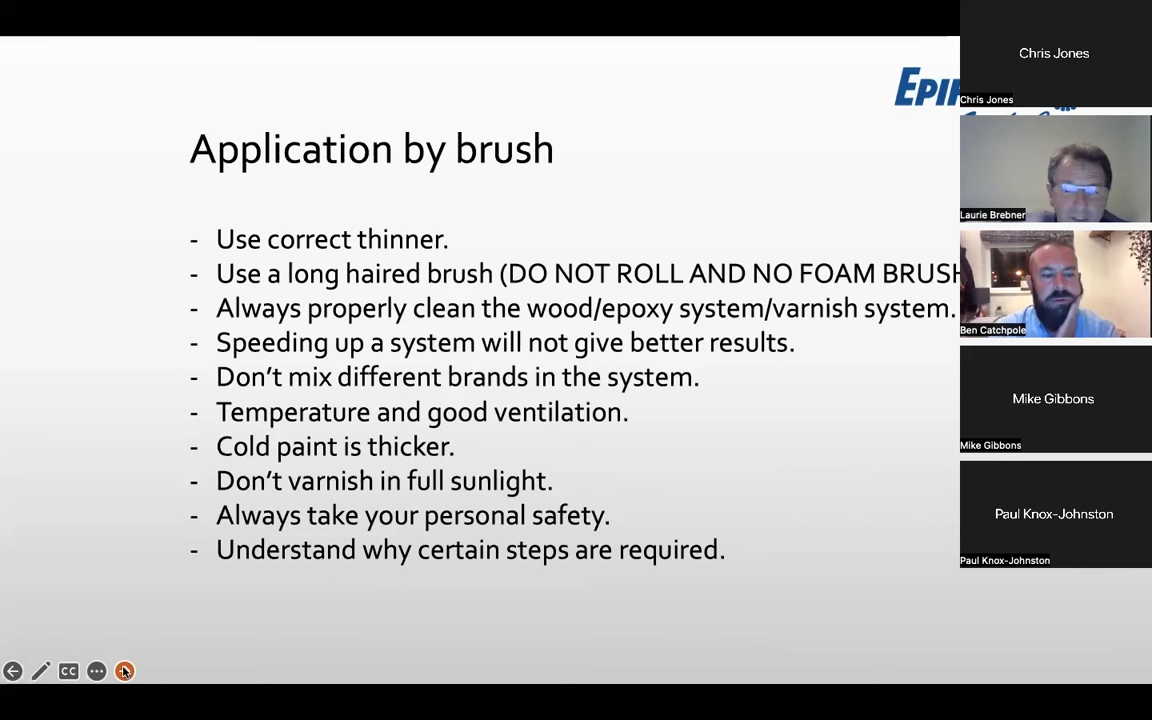 Application by brush
- Use correct thinner.
- Use a long haired brush (DO NOT ROLL AND NO FOAM BRUSH
- Always properly clean the wood/epoxy system/varnish system.
- Speeding up a system will not give better results.
- Don't mix different brands in the system.
- Temperature and good ventilation.
- Cold paint is thicker.
- Don't varnish in full sunlight.
- Always take your personal safety.
- Understand why certain steps are required.
CC
Chris Jones
Chris Jones
Laurie Brebner
Ben Catchpole
Mike Gibbons
Mike Gibbons
Paul Knox-Johnston
Paul Knox-Johnston